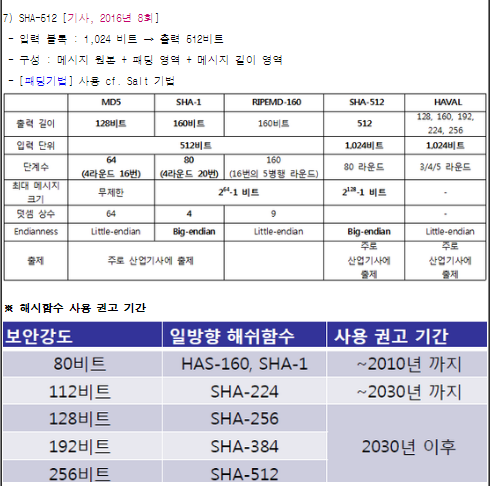 7) SHA-512 [기사, 2016년 8회]
- 입력 블록 : 1,024 비트 → 출력 512비트
- 구성 : 메시지 원본 + 패딩 영역 + 메시지 길이 영역
- [패딩기법] 사용 cf. Salt 기법
MD5 SHA-1 RIPEMD-160 SHA-512 HAVAL
출력 길이 128비트 160비트 160비트 512 128, 160, 192, 224, 256
입력 단위 512비트 1,024비트 1,024비트
단계수 64 (4라운드 16번) 80 (4라운드 20번) 160 (16번의 5병행 라운드) 80 라운드 3/4/5 라운드
최대 메시지 크기 무제한 2^64-1 비트 2^128-1 비트 -
덧셈 상수 64 4 9 - -
Endianness Little-endian Big-endian Little-endian Big-endian Little-endian
출제 주로 산업기사에 출제 주로 산업기사에 출제 주로 산업기사에 출제
※ 해시함수 사용 권고 기간
보안강도 일방향 해쉬함수 사용 권고 기간
80비트 HAS-160, SHA-1 ~2010년 까지
112비트 SHA-224 ~2030년 까지
128비트 SHA-256
192비트 SHA-384 2030년 이후
256비트 SHA-512